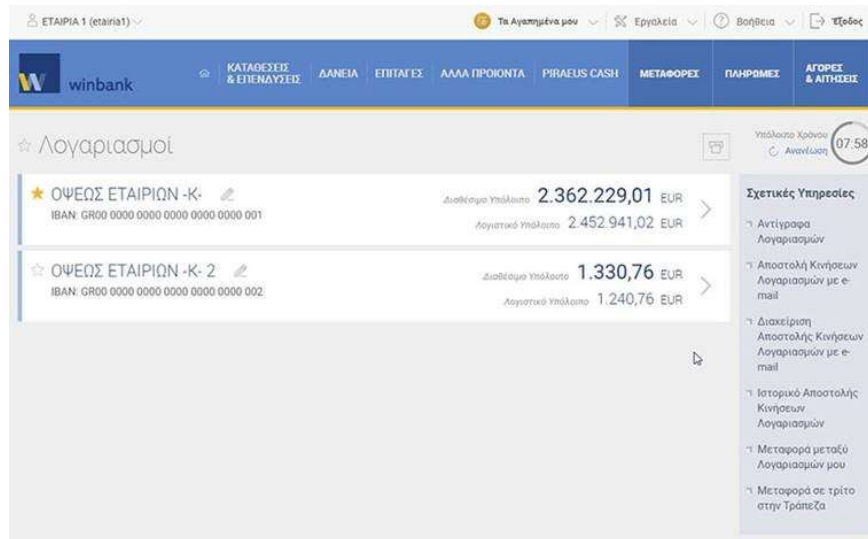 ΕΤΑΙΡΙΑ 1 (etairia1)
Τα Αγαπημένα μου
Εργαλεία
Βοήθεια
Έξοδος
winbank
ΚΑΤΑΘΕΣΕΙΣ
& ΕΠΕΝΔΥΣΕΙΣ
ΔΑΝΕΙΑ
ΕΠΙΤΑΓΕΣ
ΑΛΛΑ ΠΡΟΙΟΝΤΑ
PIRAEUS CASH
ΜΕΤΑΦΟΡΕΣ
ΠΛΗΡΩΜΕΣ
ΑΓΟΡΕΣ
& ΑΙΤΗΣΕΙΣ
Λογαριασμοί
Υπόλοιπο Χρόνου
Ανανέωση
07:58
ΟΨΕΩΣ ΕΤΑΙΡΙΩΝ -Κ-
IBAN: GR00 0000 0000 0000 0000 0000 001
Διαθέσιμο Υπόλοιπο 2.362.229,01 EUR
Λογιστικό Υπόλοιπο 2.452.941,02 EUR
ΟΨΕΩΣ ΕΤΑΙΡΙΩΝ -Κ- 2
IBAN: GR00 0000 0000 0000 0000 0000 002
Διαθέσιμο Υπόλοιπο 1.330,76 EUR
Λογιστικό Υπόλοιπο 1.240,76 EUR
Σχετικές Υπηρεσίες
Αντίγραφα
Λογαριασμών
Αποστολή Κινήσεων
Λογαριασμών με e-
mail
Διαχείριση
Αποστολής Κινήσεων
Λογαριασμών με e-
mail
Ιστορικό Αποστολής
Κινήσεων
Λογαριασμών
Μεταφορά μεταξύ
Λογαριασμών μου
Μεταφορά σε τρίτο
στην Τράπεζα